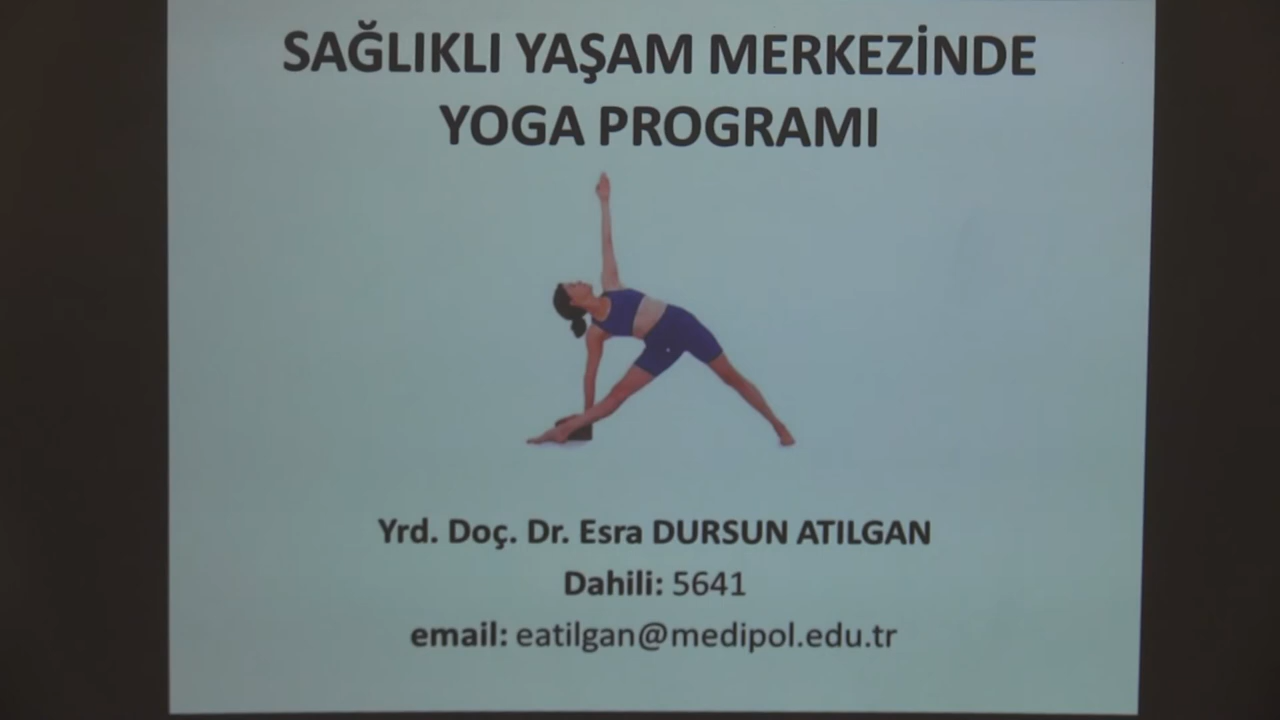 SAĞLIKLI YAŞAM MERKEZİNDE
YOGA PROGRAMI
Yrd. Doç. Dr. Esra DURSUN ATILGAN
Dahili: 5641
email: eatilgan@medipol.edu.tr